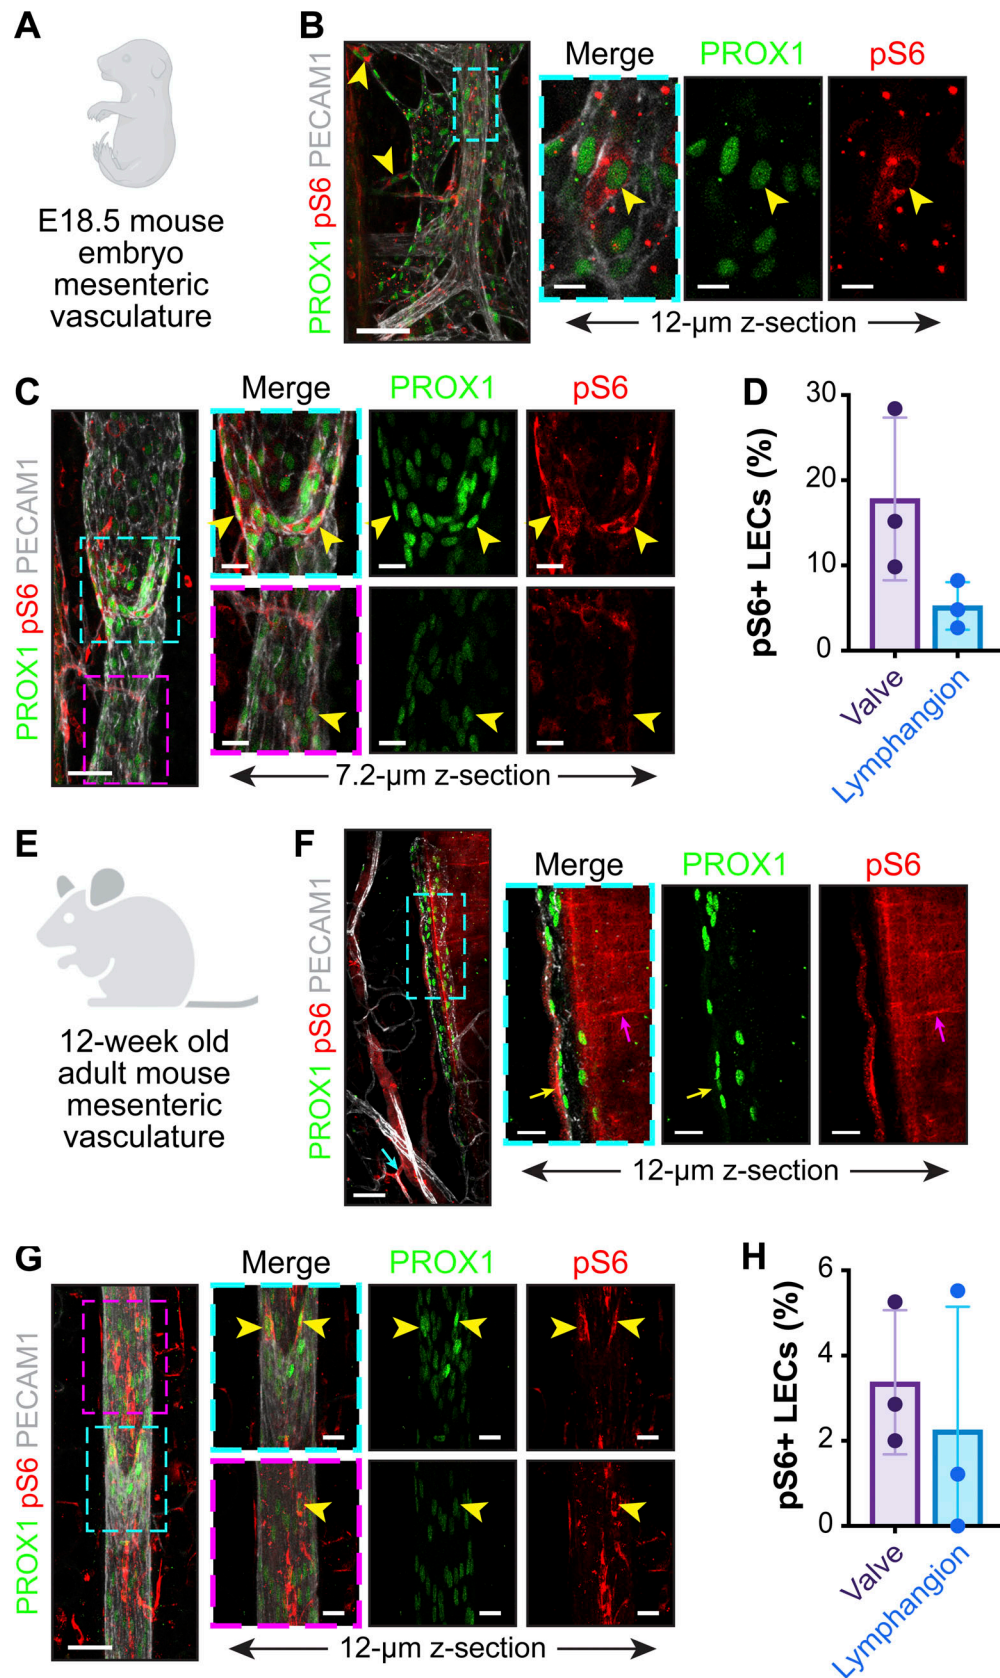 A
E18.5 mouse
embryo
mesenteric
vasculature
B
PROX1 pS6 PECAM1
Merge
PROX1
pS6
12-µm z-section
C
PROX1 pS6 PECAM1
Merge
PROX1
pS6
7.2-µm z-section
D
pS6+ LECs (%)
30
20
10
0
Valve
Lymphangion
E
12-week old
adult mouse
mesenteric
vasculature
F
PROX1 pS6 PECAM1
Merge
PROX1
pS6
12-µm z-section
G
PROX1 pS6 PECAM1
Merge
PROX1
pS6
12-µm z-section
H
pS6+ LECs (%)
6
4
2
0
Valve
Lymphangion